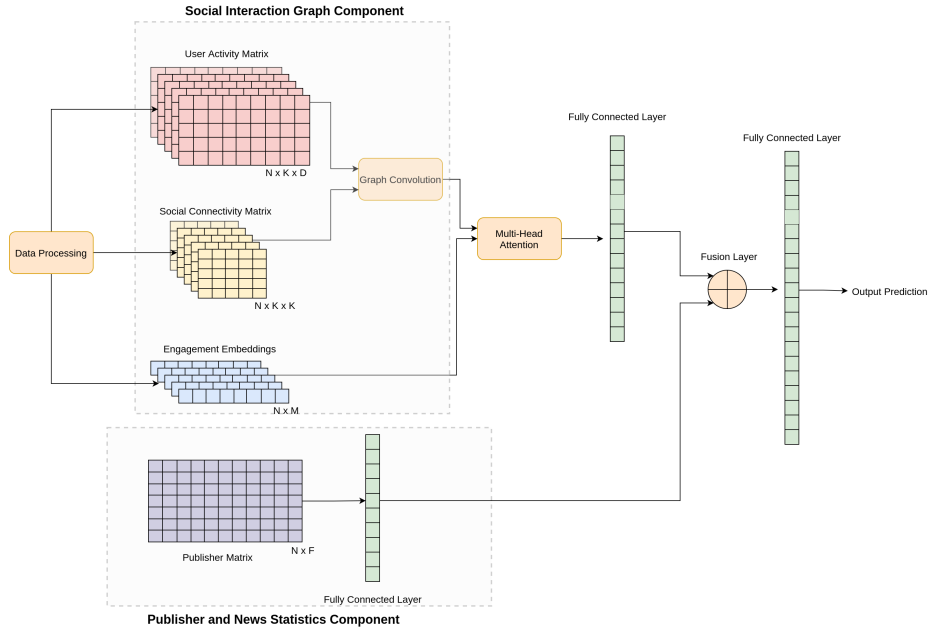 Social Interaction Graph Component
User Activity Matrix
N x K x D
Graph Convolution
Social Connectivity Matrix
N x K x K
Data Processing
Engagement Embeddings
N x M
Multi-Head
Attention
Fully Connected Layer
Fusion Layer
Fully Connected Layer
Output Prediction
N x F
Publisher Matrix
Fully Connected Layer
Publisher and News Statistics Component